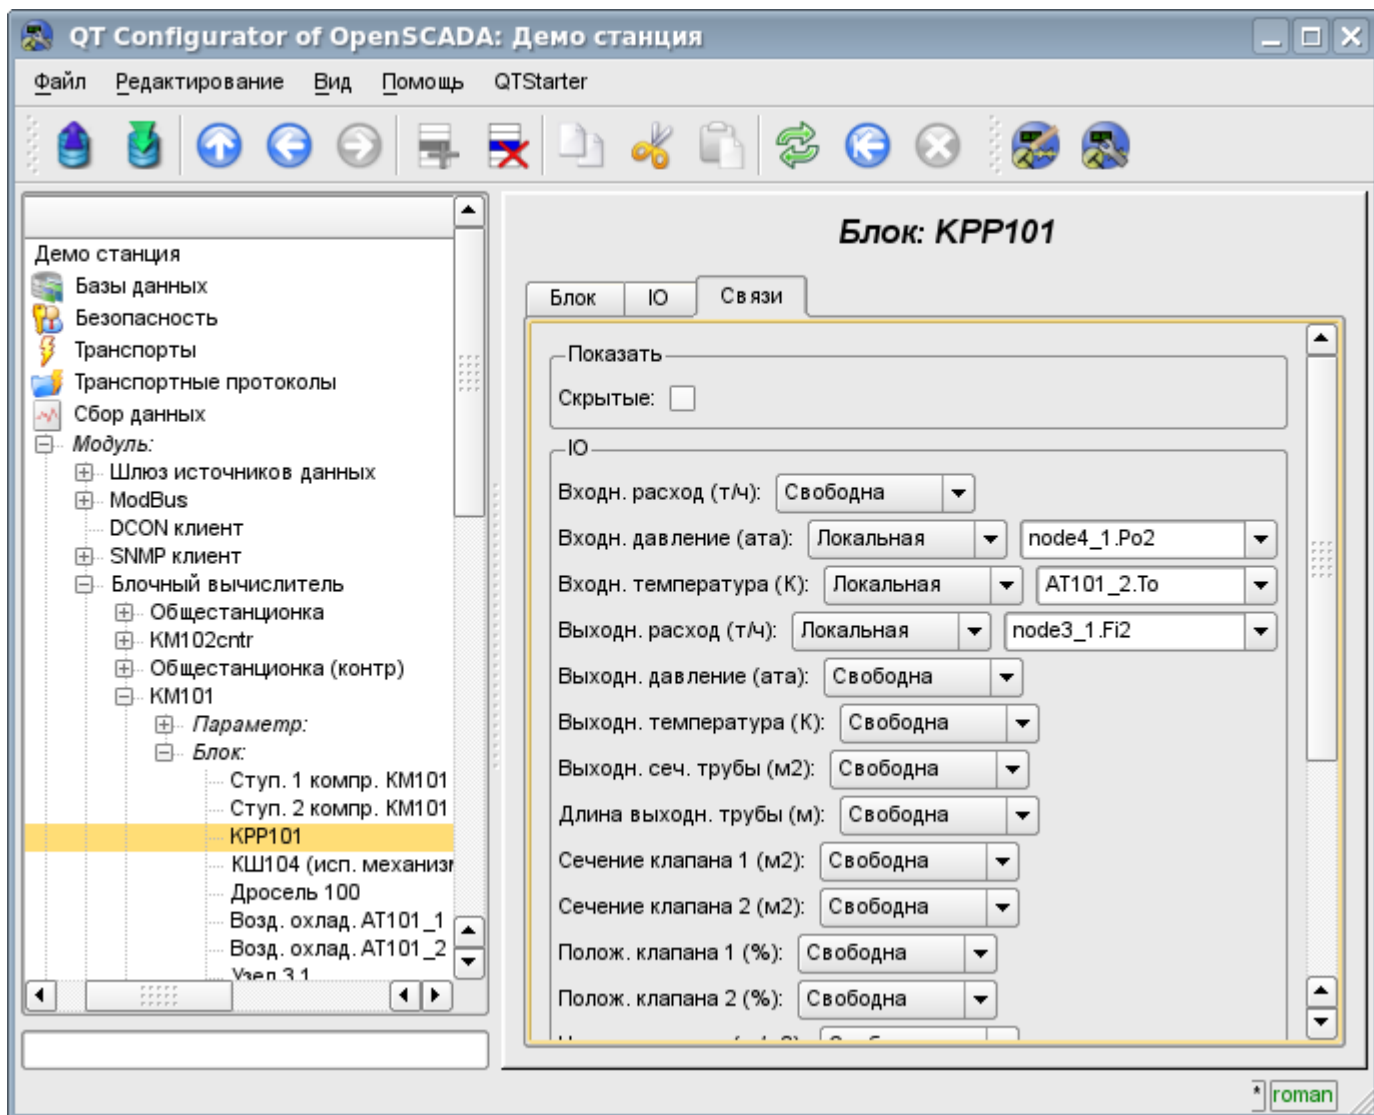 QT Configurator of OpenSCADA: Демо станция
Файл Редактирование Вид Помощь QTStarter
Демо станция
Базы данных
Безопасность
Транспорты
Транспортные протоколы
Сбор данных
Модуль:
Шлюз источников данных
ModBus
DCON клиент
SNMP клиент
Блочный вычислитель
Общестанционка
KM102cntr
Общестанционка (контр)
KM101
Параметр:
Блок:
Ступ. 1 компр. KM101
Ступ. 2 компр. KM101
KPP101
КШ104 (исп. механизм
Дросель 100
Возд. охлад. AT101_1
Возд. охлад. AT101_2
Узел 3.1
Блок: KPP101
Блок IO Связи
Показать
Скрытые:
IO
Входн. расход (т/ч): Свободна
Входн. давление (ата): Локальная node4_1.Po2
Входн. температура (К): Локальная AT101_2.To
Выходн. расход (т/ч): Локальная node3_1.Fi2
Выходн. давление (ата): Свободна
Выходн. температура (К): Свободна
Выходн. сеч. трубы (м2): Свободна
Длина выходн. трубы (м): Свободна
Сечение клапана 1 (м2): Свободна
Сечение клапана 2 (м2): Свободна
Полож. клапана 1 (%): Свободна
Полож. клапана 2 (%): Свободна
* roman